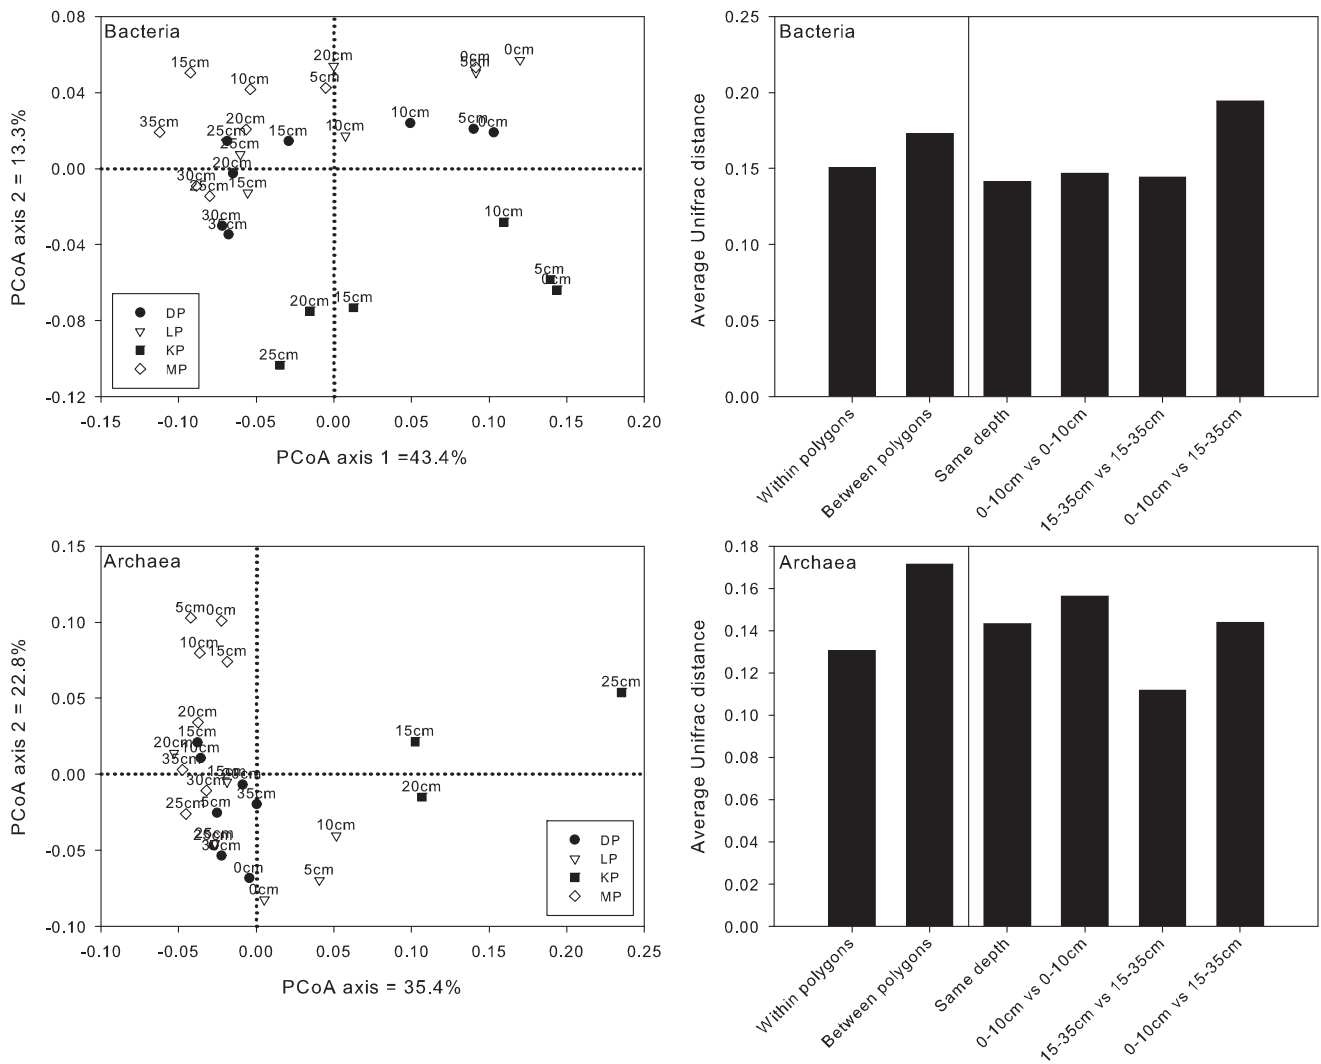 Bacteria
0.08
0.04
0.00
-0.04
-0.08
-0.12
PCoA axis 2 = 13.3%
15cm
10cm
20cm
5cm
0cm
5cm
0cm
35cm
20cm
25cm
15cm
10cm
10cm
5cm
0cm
25cm
20cm
30cm
25cm
15cm
30cm
10cm
5cm
0cm
20cm
15cm
25cm
DP
LP
KP
MP
-0.15 -0.10 -0.05 0.00 0.05 0.10 0.15 0.20
PCoA axis 1 =43.4%
Bacteria
0.25
0.20
0.15
0.10
0.05
0.00
Average Unifrac distance
Within polygons
Between polygons
Same depth
0-10cm vs 0-10cm
15-35cm vs 15-35cm
0-10cm vs 15-35cm
Archaea
0.15
0.10
0.05
0.00
-0.05
-0.10
PCoA axis 2 = 22.8%
5cm
0cm
10cm
15cm
20cm
15cm
20cm
10cm
35cm
15cm
30cm
35cm
25cm
5cm
25cm
0cm
0cm
5cm
10cm
15cm
20cm
25cm
DP
LP
KP
MP
-0.10 -0.05 0.00 0.05 0.10 0.15 0.20 0.25
PCoA axis = 35.4%
Archaea
0.18
0.16
0.14
0.12
0.10
0.08
0.06
0.04
0.02
0.00
Average Unifrac distance
Within polygons
Between polygons
Same depth
0-10cm vs 0-10cm
15-35cm vs 15-35cm
0-10cm vs 15-35cm